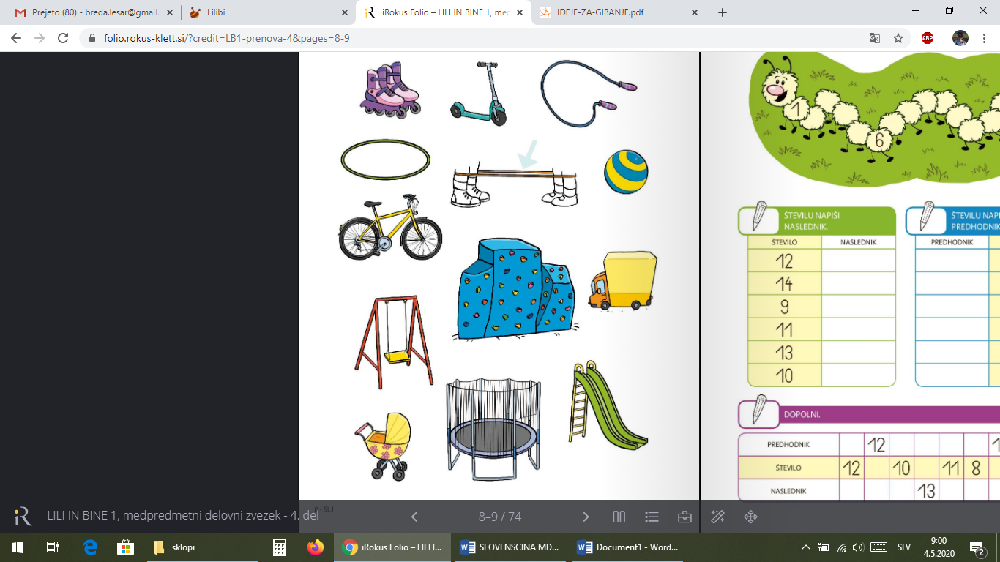 Prejeto (80) - breda.lesar@gmail.
Lilibi
iRokus Folio – LILI IN BINE 1, med
IDEJE-ZA-GIBANJE.pdf
folio.rokus-klett.si/?credit=LB1-prenova-4&pages=8-9
ABP
1
6
ŠTEVILU NAPIŠI
NASLEDNIK.
ŠTEVILO NASLEDNIK
12
14
9
11
13
10
ŠTEVILU NAPI
PREDHODNIK
PREDHODNIK
DOPOLNI.
PREDHODNIK 12 1
ŠTEVILO 12 10 11 8
NASLEDNIK 13
8 • SLJ
LILI IN BINE 1, medpredmetni delovni zvezek - 4. del
8–9 / 74
sklopi
iRokus Folio – LILI I...
SLOVENSCINA MD...
Document1 - Word...
SLV
9:00
4.5.2020
2